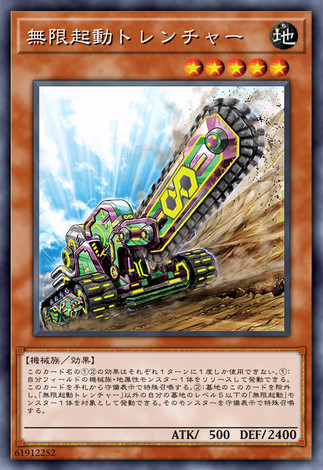 無限起動トレンチャー
地
【機械族／効果】
このカード名の①②の効果はそれぞれ１ターンに１度しか使用できない。①：
自分フィールドの機械族・地属性モンスター１体をリリースして発動できる。
このカードを手札から守備表示で特殊召喚する。②：墓地のこのカードを除外
し、「無限起動トレンチャー」以外の自分の墓地のレベル５以下の「無限起動」モ
ンスター１体を対象として発動できる。そのモンスターを守備表示で特殊召喚する。
ATK/ 500 DEF/2400
61912252